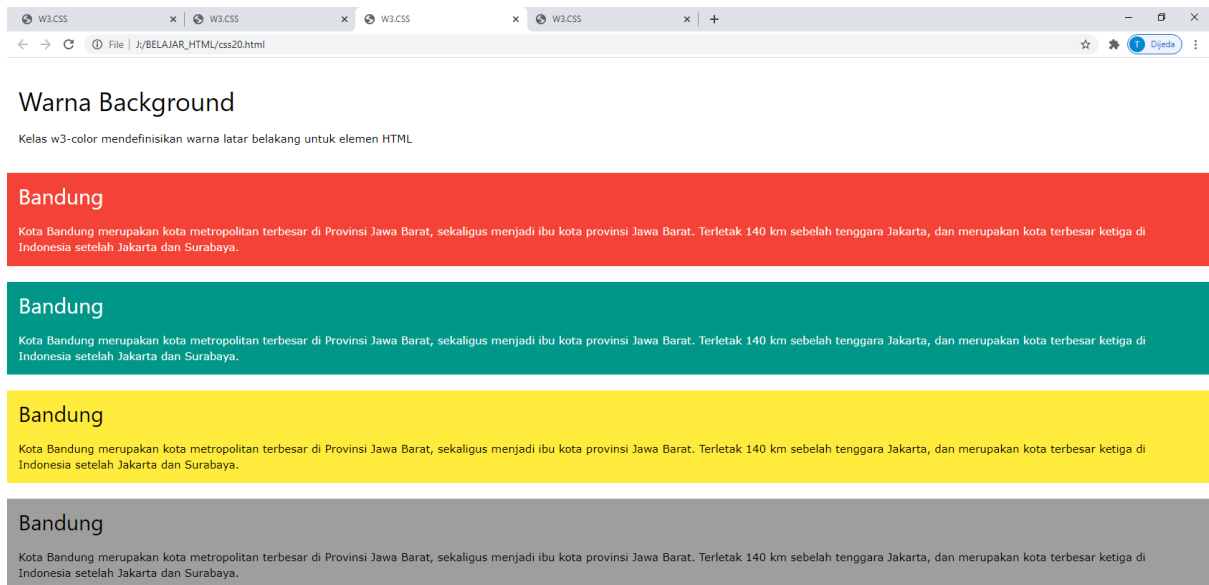 W3.CSS
W3.CSS
W3.CSS
W3.CSS
File | J:/BELAJAR_HTML/css20.html
T Dijeda
Warna Background
Kelas w3-color mendefinisikan warna latar belakang untuk elemen HTML
Bandung
Kota Bandung merupakan kota metropolitan terbesar di Provinsi Jawa Barat, sekaligus menjadi ibu kota provinsi Jawa Barat. Terletak 140 km sebelah tenggara Jakarta, dan merupakan kota terbesar ketiga di
Indonesia setelah Jakarta dan Surabaya.
Bandung
Kota Bandung merupakan kota metropolitan terbesar di Provinsi Jawa Barat, sekaligus menjadi ibu kota provinsi Jawa Barat. Terletak 140 km sebelah tenggara Jakarta, dan merupakan kota terbesar ketiga di
Indonesia setelah Jakarta dan Surabaya.
Bandung
Kota Bandung merupakan kota metropolitan terbesar di Provinsi Jawa Barat, sekaligus menjadi ibu kota provinsi Jawa Barat. Terletak 140 km sebelah tenggara Jakarta, dan merupakan kota terbesar ketiga di
Indonesia setelah Jakarta dan Surabaya.
Bandung
Kota Bandung merupakan kota metropolitan terbesar di Provinsi Jawa Barat, sekaligus menjadi ibu kota provinsi Jawa Barat. Terletak 140 km sebelah tenggara Jakarta, dan merupakan kota terbesar ketiga di
Indonesia setelah Jakarta dan Surabaya.